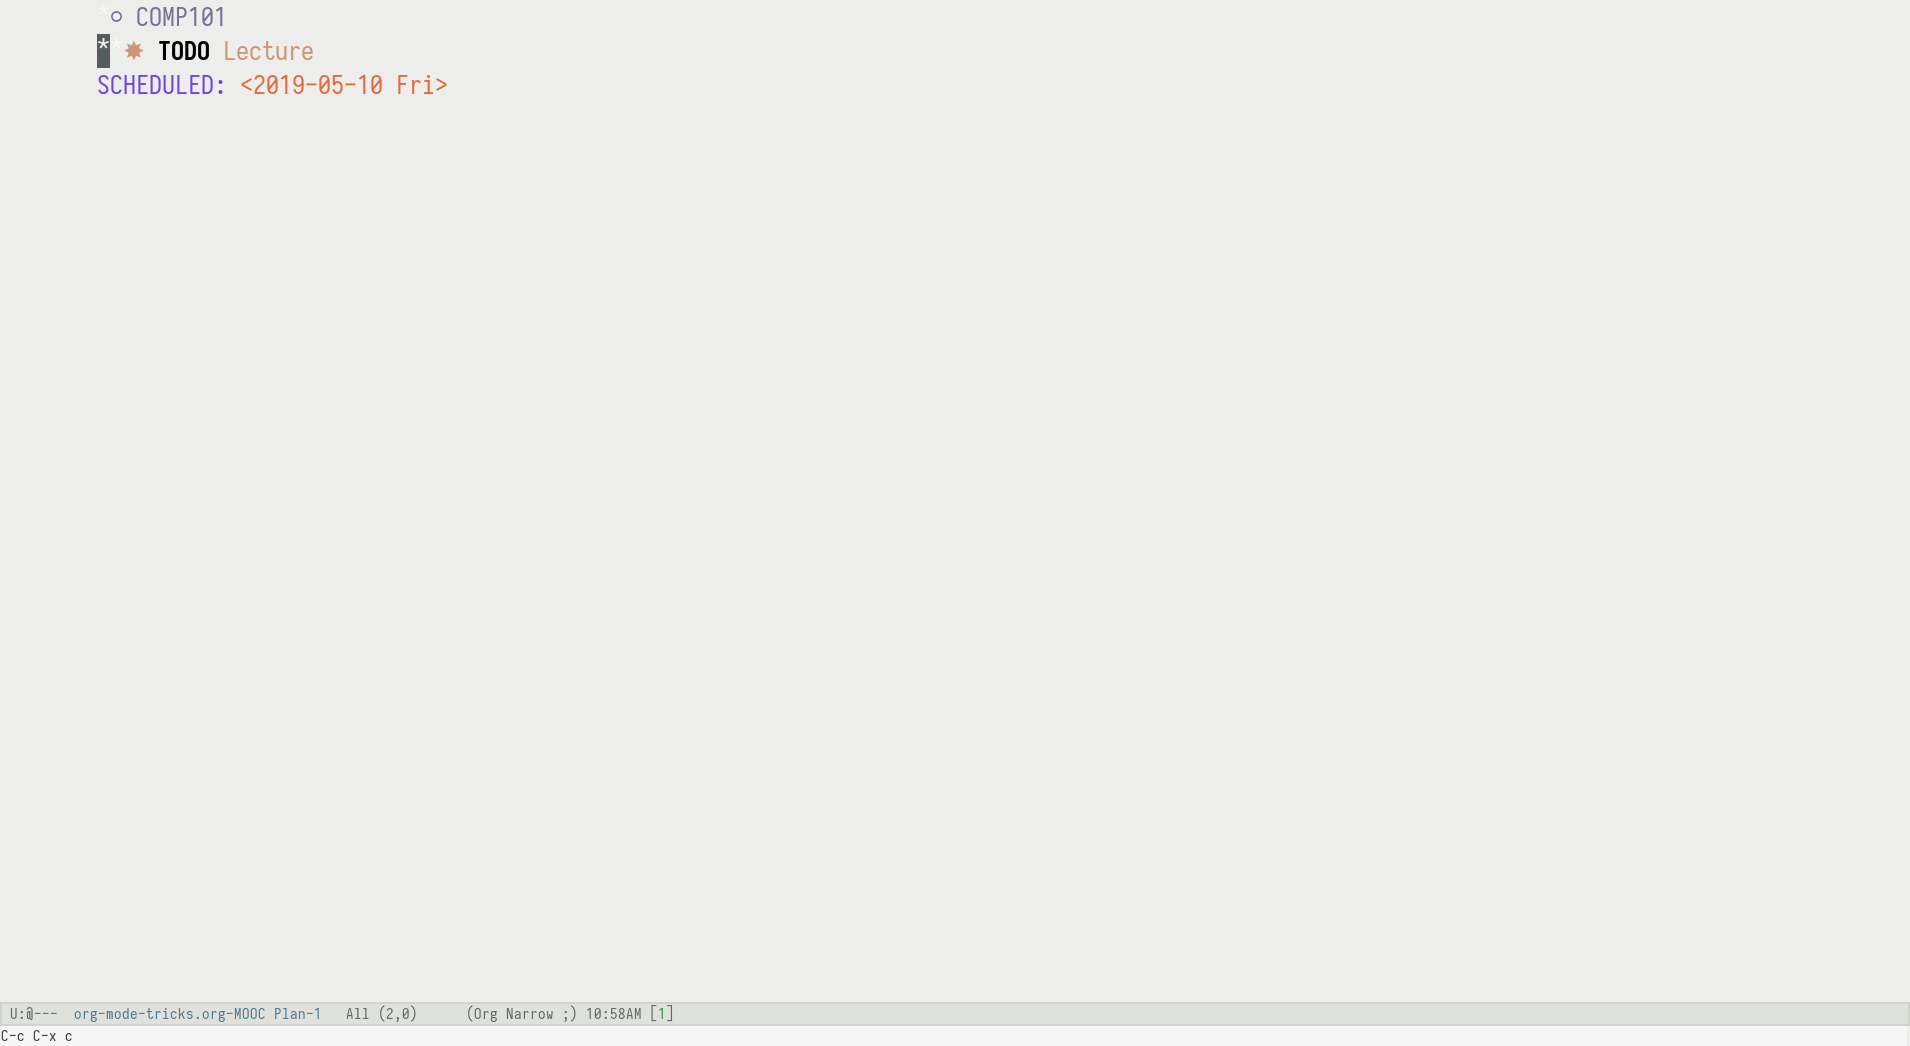 *○ COMP101
**✸ TODO Lecture
SCHEDULED: <2019-05-10 Fri>
U:@--- org-mode-tricks.org-MOOC Plan-1 All (2,0) (Org Narrow ;) 10:58AM [1]
C-c C-x c